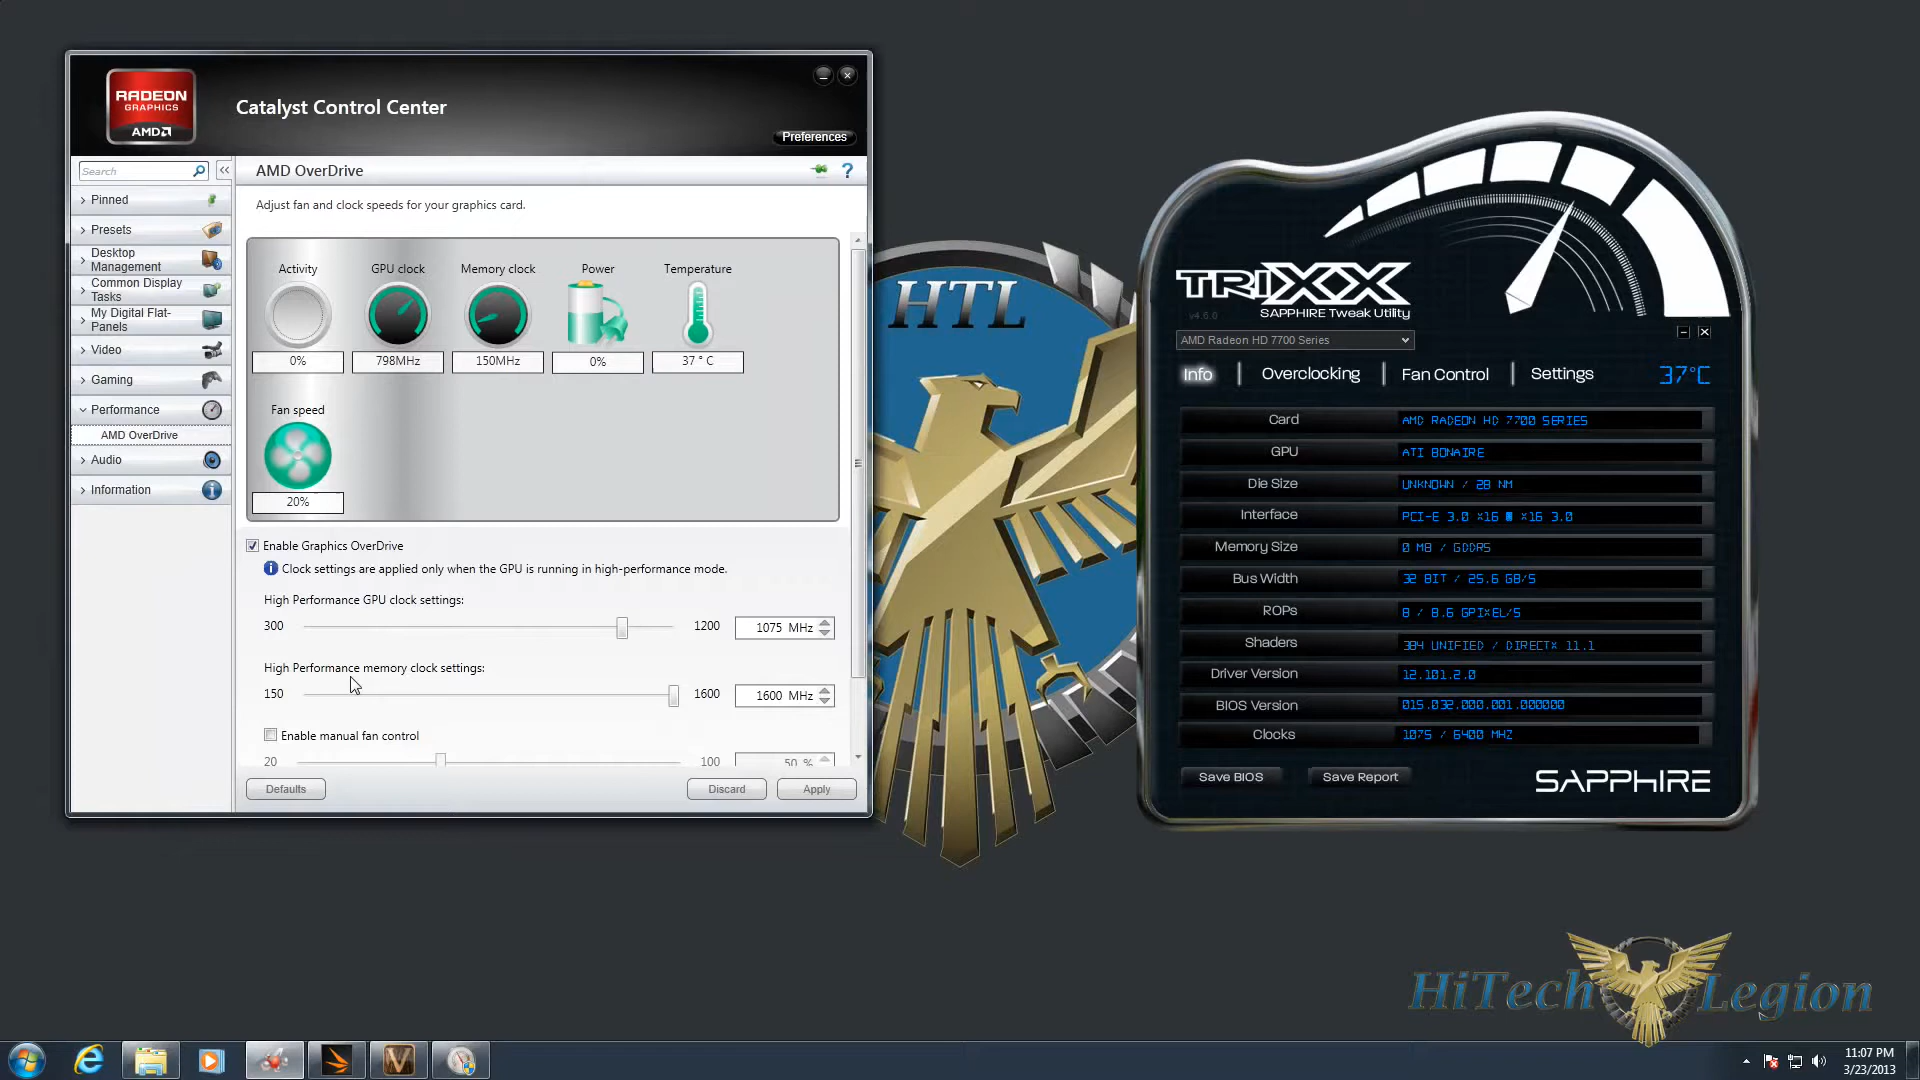 RADEON
GRAPHICS
AMD
Catalyst Control Center
Preferences
Search
Pinned
Presets
Desktop
Management
Common Display
Tasks
My Digital Flat-
Panels
Video
Gaming
Performance
AMD OverDrive
Audio
Information
AMD OverDrive
?
Adjust fan and clock speeds for your graphics card.
Activity GPU clock Memory clock Power Temperature
0% 798MHz 150MHz 0% 37 ° C
Fan speed
20%
Enable Graphics OverDrive
Clock settings are applied only when the GPU is running in high-performance mode.
High Performance GPU clock settings:
300 1200 1075 MHz
High Performance memory clock settings:
150 1600 1600 MHz
Enable manual fan control
20 100 50 %
Defaults Discard Apply
HTL
TRIXX
v4.6.0 SAPPHIRE Tweak Utility
AMD Radeon HD 7700 Series
Info Overclocking Fan Control Settings 37°C
Card AMD RADEON HD 7700 SERIES
GPU ATI BONAIRE
Die Size UNKNOWN / 28 NM
Interface PCI-E 3.0 x16 @ x16 3.0
Memory Size 0 MB / GDDR5
Bus Width 32 BIT / 25.6 GB/S
ROPs 8 / 8.6 GPIXEL/S
Shaders 384 UNIFIED / DIRECTX 11.1
Driver Version 12.101.2.0
BIOS Version 015.032.000.001.000000
Clocks 1075 / 6400 MHZ
Save BIOS Save Report SAPPHIRE
HiTech Legion
11:07 PM
3/23/2013